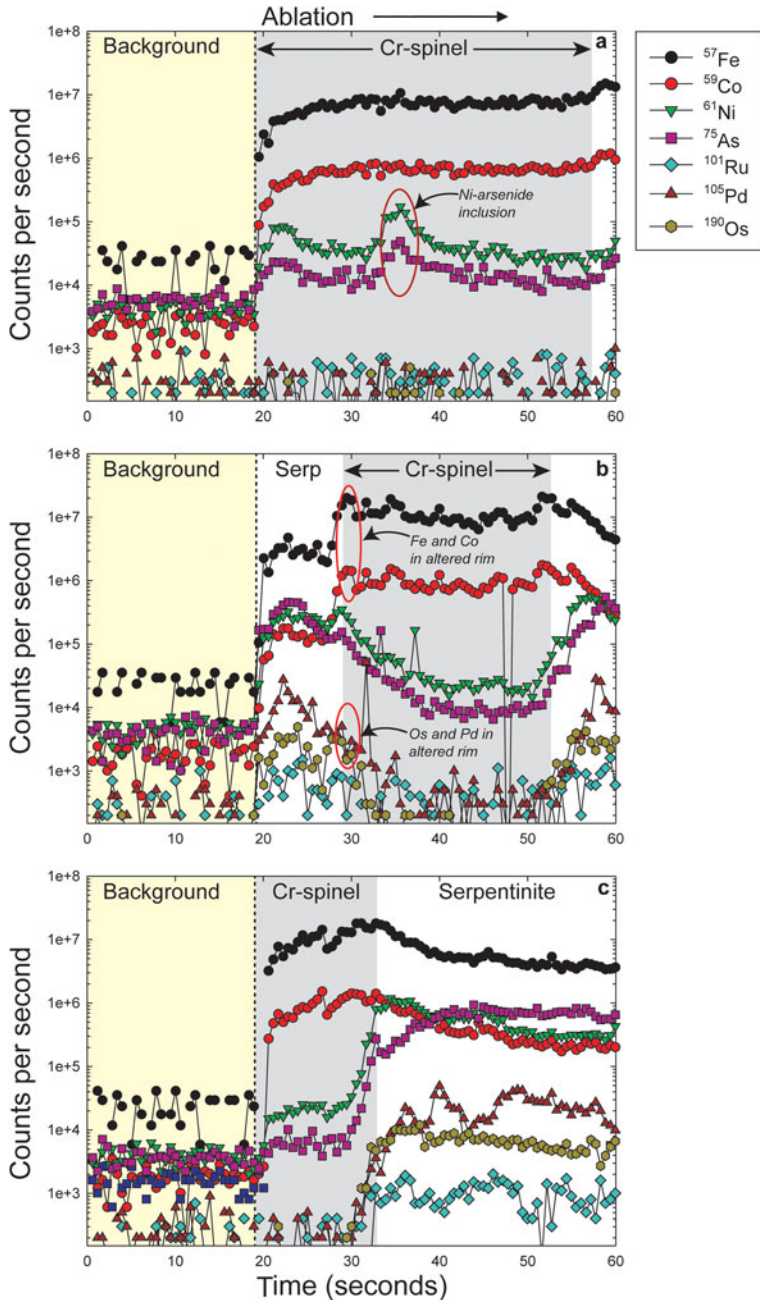 Ablation
Background
Cr-spinel
a
Ni-arsenide
inclusion
Counts per second
1e+8
1e+7
1e+6
1e+5
1e+4
1e+3
0
10
20
30
40
50
60
57Fe
59Co
61Ni
75As
101Ru
105Pd
190Os
Background
Serp
Cr-spinel
b
Fe and Co
in altered rim
Os and Pd in
altered rim
Counts per second
1e+8
1e+7
1e+6
1e+5
1e+4
1e+3
0
10
20
30
40
50
60
Background
Cr-spinel
Serpentinite
c
Counts per second
1e+8
1e+7
1e+6
1e+5
1e+4
1e+3
0
10
20
30
40
50
60
Time (seconds)